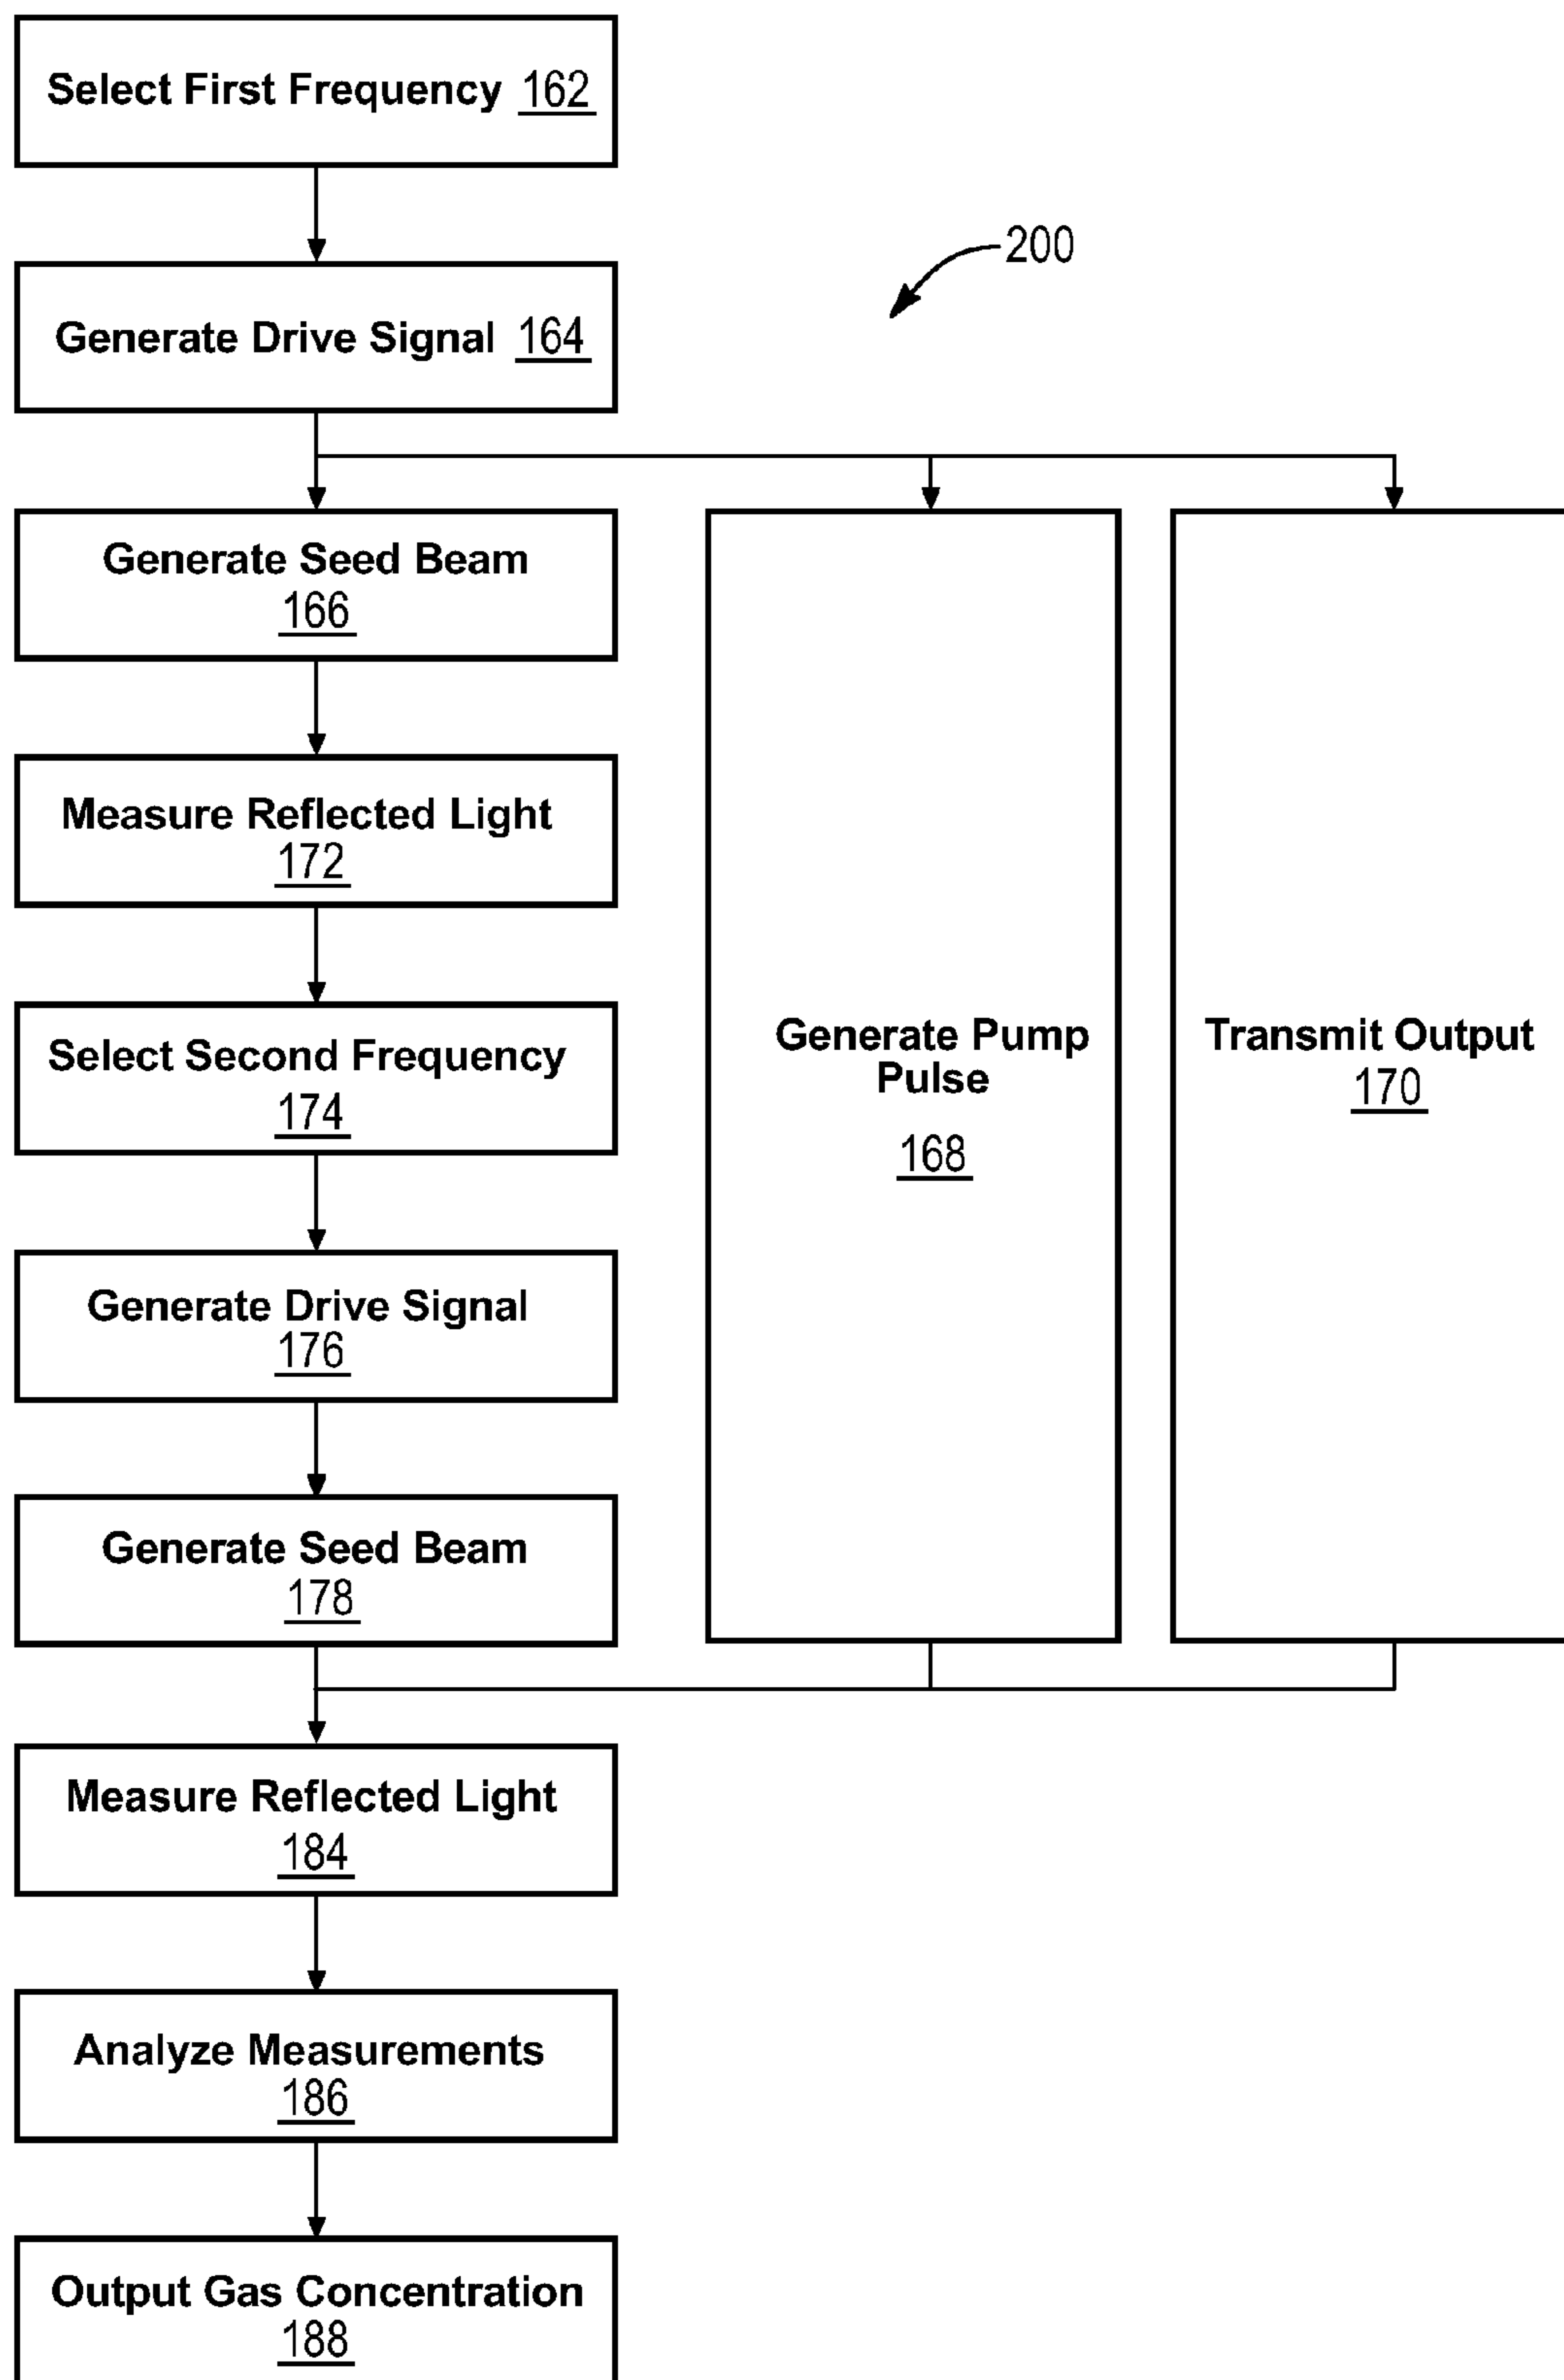 Select First Frequency 162
Generate Drive Signal 164
200
Generate Seed Beam
166
Measure Reflected Light
172
Select Second Frequency
174
Generate Drive Signal
176
Generate Seed Beam
178
Generate Pump
Pulse
168
Transmit Output
170
Measure Reflected Light
184
Analyze Measurements
186
Output Gas Concentration
188